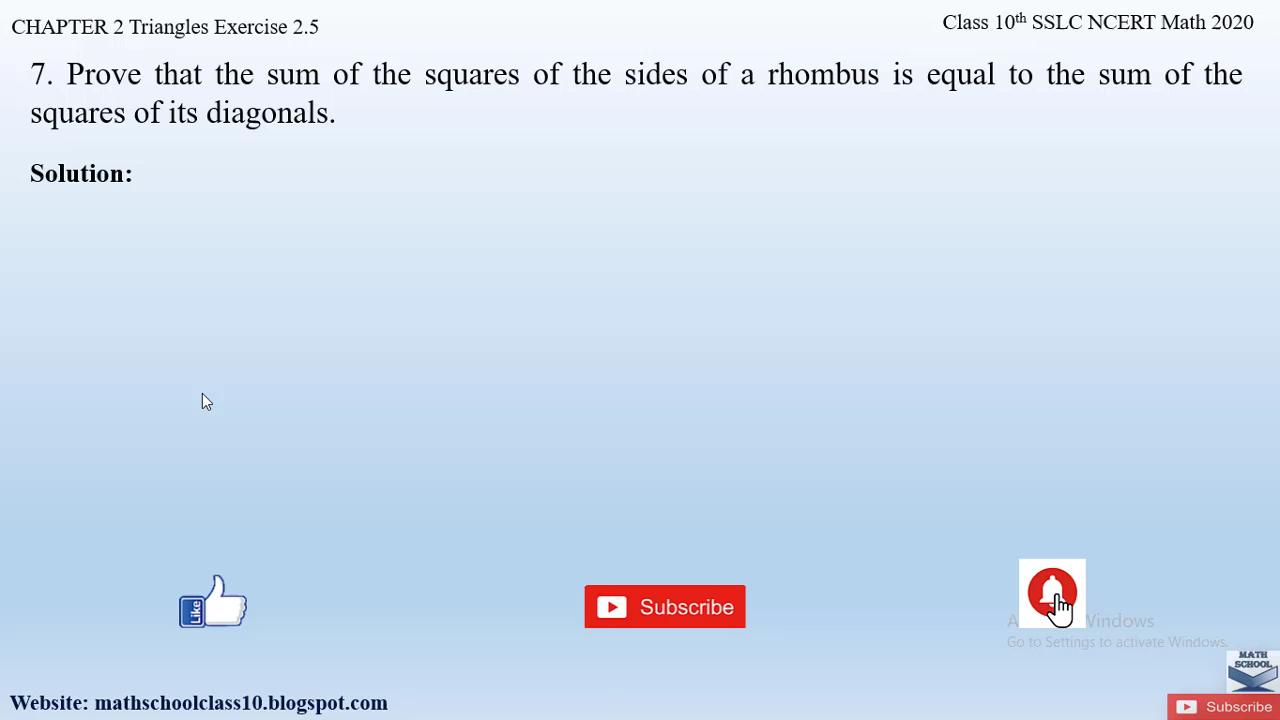 CHAPTER 2 Triangles Exercise 2.5
Class 10th SSLC NCERT Math 2020
7. Prove that the sum of the squares of the sides of a rhombus is equal to the sum of the
squares of its diagonals.
Solution:
Like
Subscribe
Windows
Go to Settings to activate Windows.
MATH
SCHOOL
Subscribe
Website: mathschoolclass10.blogspot.com